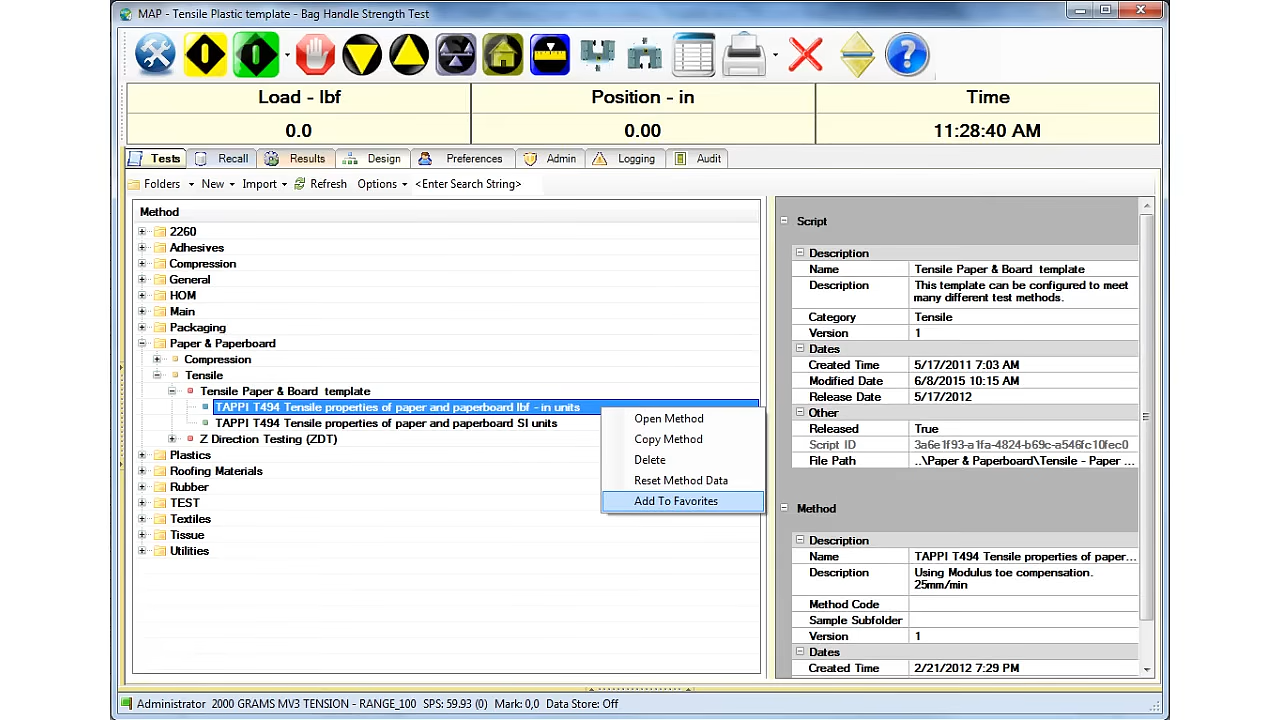 MAP - Tensile Plastic template - Bag Handle Strength Test
Load - lbf Position - in Time
0.0 0.00 11:28:40 AM
Tests Recall Results Design Preferences Admin Logging Audit
Folders New Import Refresh Options <Enter Search String>
Method
2260
Adhesives
Compression
General
HOM
Main
Packaging
Paper & Paperboard
Compression
Tensile
Tensile Paper & Board template
TAPPI T494 Tensile properties of paper and paperboard lbf - in units
TAPPI T494 Tensile properties of paper and paperboard SI units
Z Direction Testing (ZDT)
Plastics
Roofing Materials
Rubber
TEST
Textiles
Tissue
Utilities
Open Method
Copy Method
Delete
Reset Method Data
Add To Favorites
Script
Description
Name Tensile Paper & Board template
Description This template can be configured to meet
many different test methods.
Category Tensile
Version 1
Dates
Created Time 5/17/2011 7:03 AM
Modified Date 6/8/2015 10:15 AM
Release Date 5/17/2012
Other
Released True
Script ID 3a6e1f93-a1fa-4824-b69c-a546fc10fec0
File Path ..\Paper & Paperboard\Tensile - Paper ...
Method
Description
Name TAPPI T494 Tensile properties of paper...
Description Using Modulus toe compensation.
25mm/min
Method Code
Sample Subfolder
Version 1
Dates
Created Time 2/21/2012 7:29 PM
Administrator 2000 GRAMS MV3 TENSION - RANGE_100 SPS: 59.93 (0) Mark: 0,0 Data Store: Off